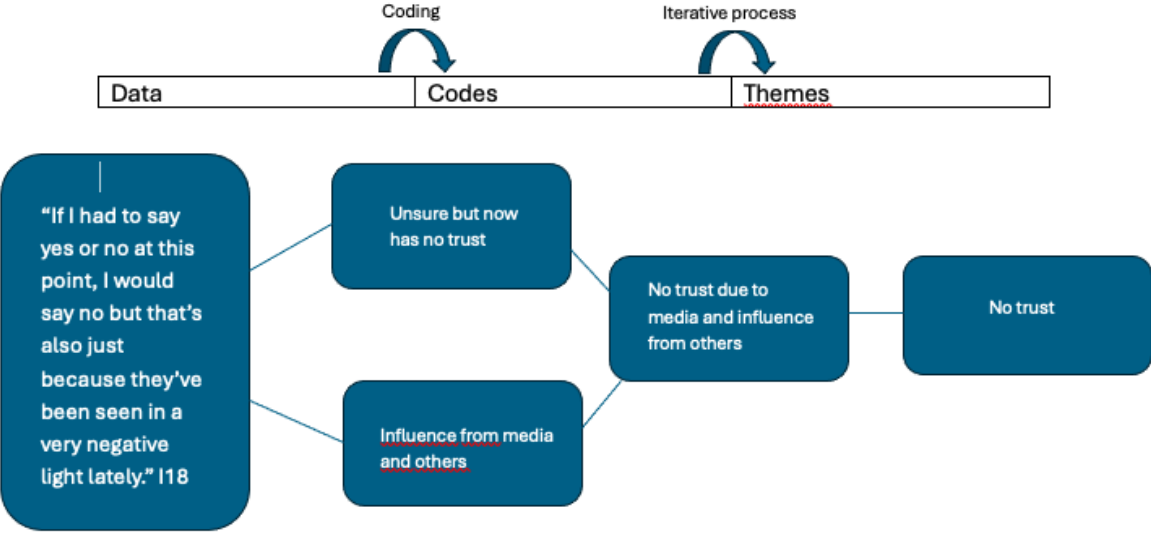 Coding
Iterative process
Data
Codes
Themes
“If I had to say
yes or no at this
point, I would
say no but that’s
also just
because they’ve
been seen in a
very negative
light lately.” I18
Unsure but now
has no trust
Influence from media
and others
No trust due to
media and influence
from others
No trust